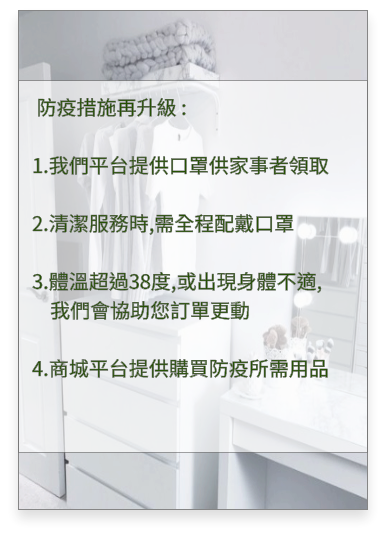 防疫措施再升級：
1.我們平台提供口罩供家事者領取
2.清潔服務時,需全程配戴口罩
3.體溫超過38度,或出現身體不適,
我們會協助您訂單更動
4.商城平台提供購買防疫所需用品